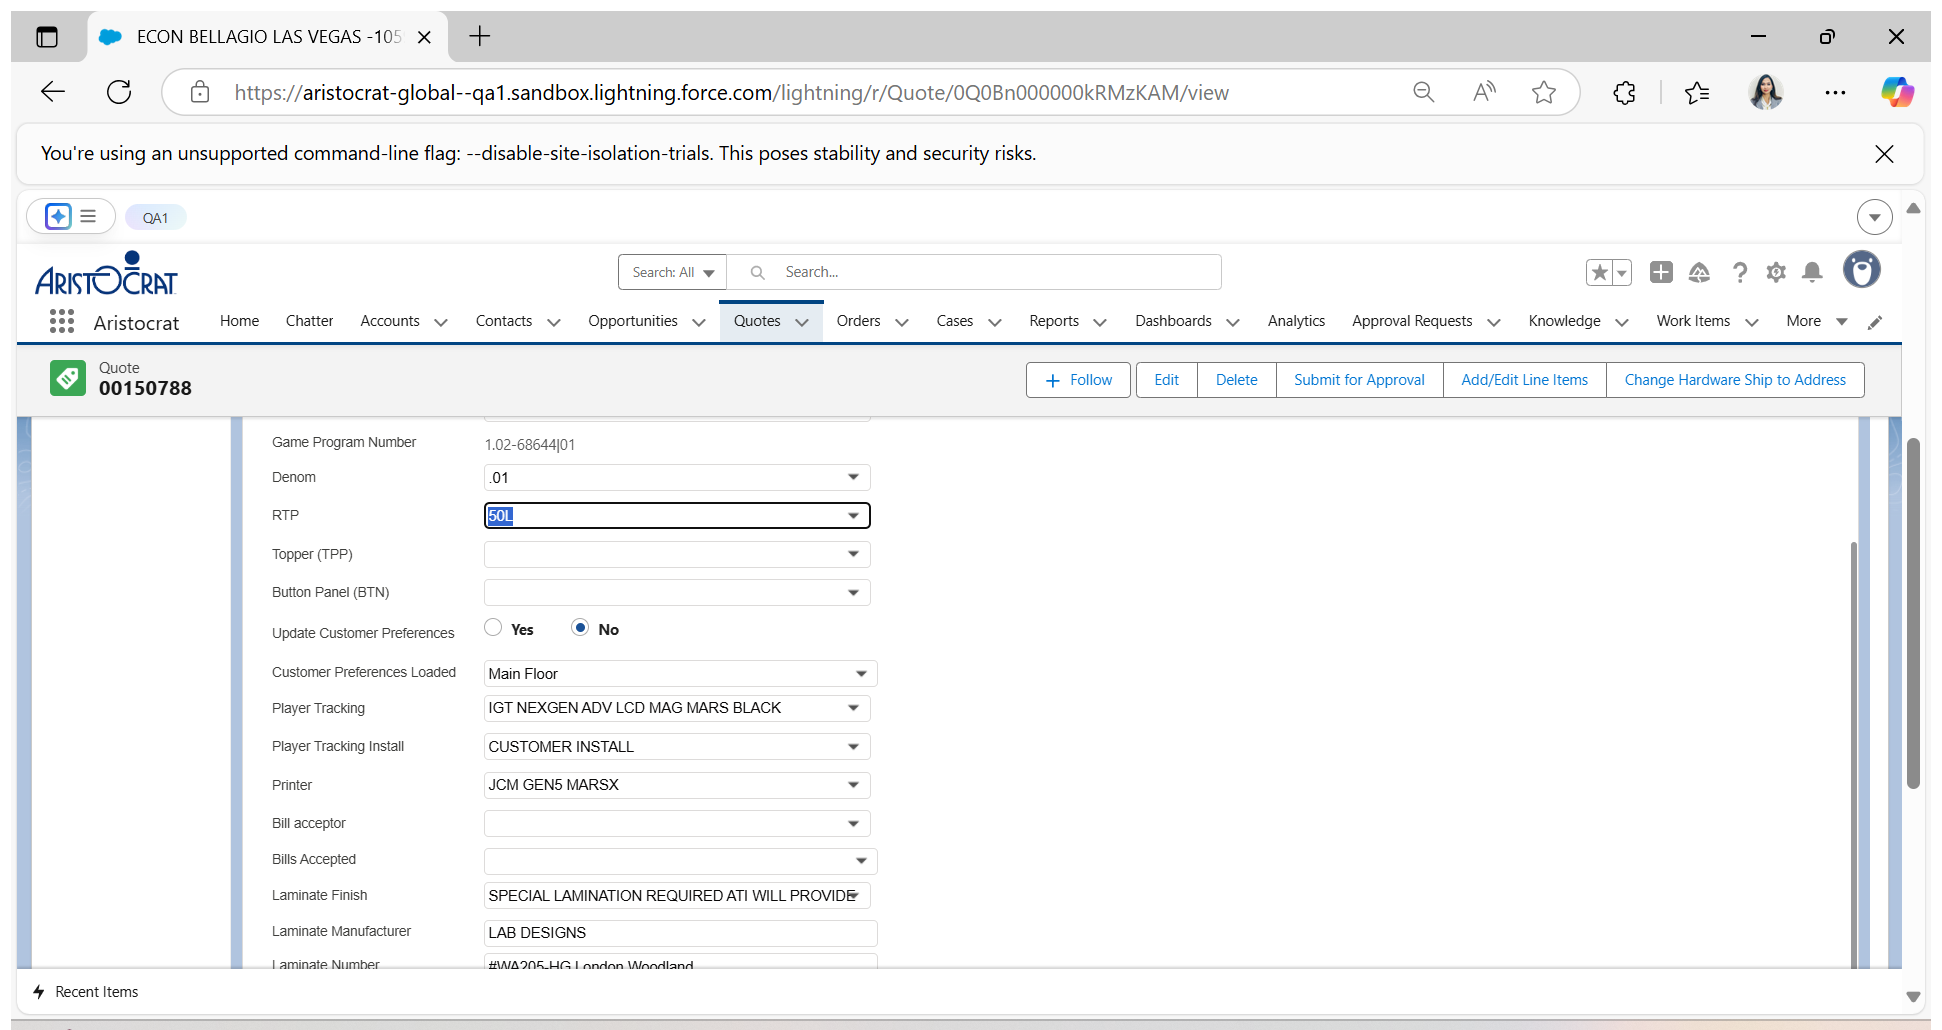 ECON BELLAGIO LAS VEGAS -105
https://aristocrat-global--qa1.sandbox.lightning.force.com/lightning/r/Quote/0Q0Bn000000kRMzKAM/view
You're using an unsupported command-line flag: --disable-site-isolation-trials. This poses stability and security risks.
QA1
ARISTOCRAT
Search: All
Search...
Aristocrat
Home Chatter Accounts Contacts Opportunities Quotes Orders Cases Reports Dashboards Analytics Approval Requests Knowledge Work Items More
Quote
00150788
Follow Edit Delete Submit for Approval Add/Edit Line Items Change Hardware Ship to Address
Game Program Number 1.02-68644|01
Denom .01
RTP 50L
Topper (TPP)
Button Panel (BTN)
Update Customer Preferences Yes No
Customer Preferences Loaded Main Floor
Player Tracking IGT NEXGEN ADV LCD MAG MARS BLACK
Player Tracking Install CUSTOMER INSTALL
Printer JCM GEN5 MARSX
Bill acceptor
Bills Accepted
Laminate Finish SPECIAL LAMINATION REQUIRED ATI WILL PROVIDE
Laminate Manufacturer LAB DESIGNS
Laminate Number #WA205-HG London Woodland
Recent Items